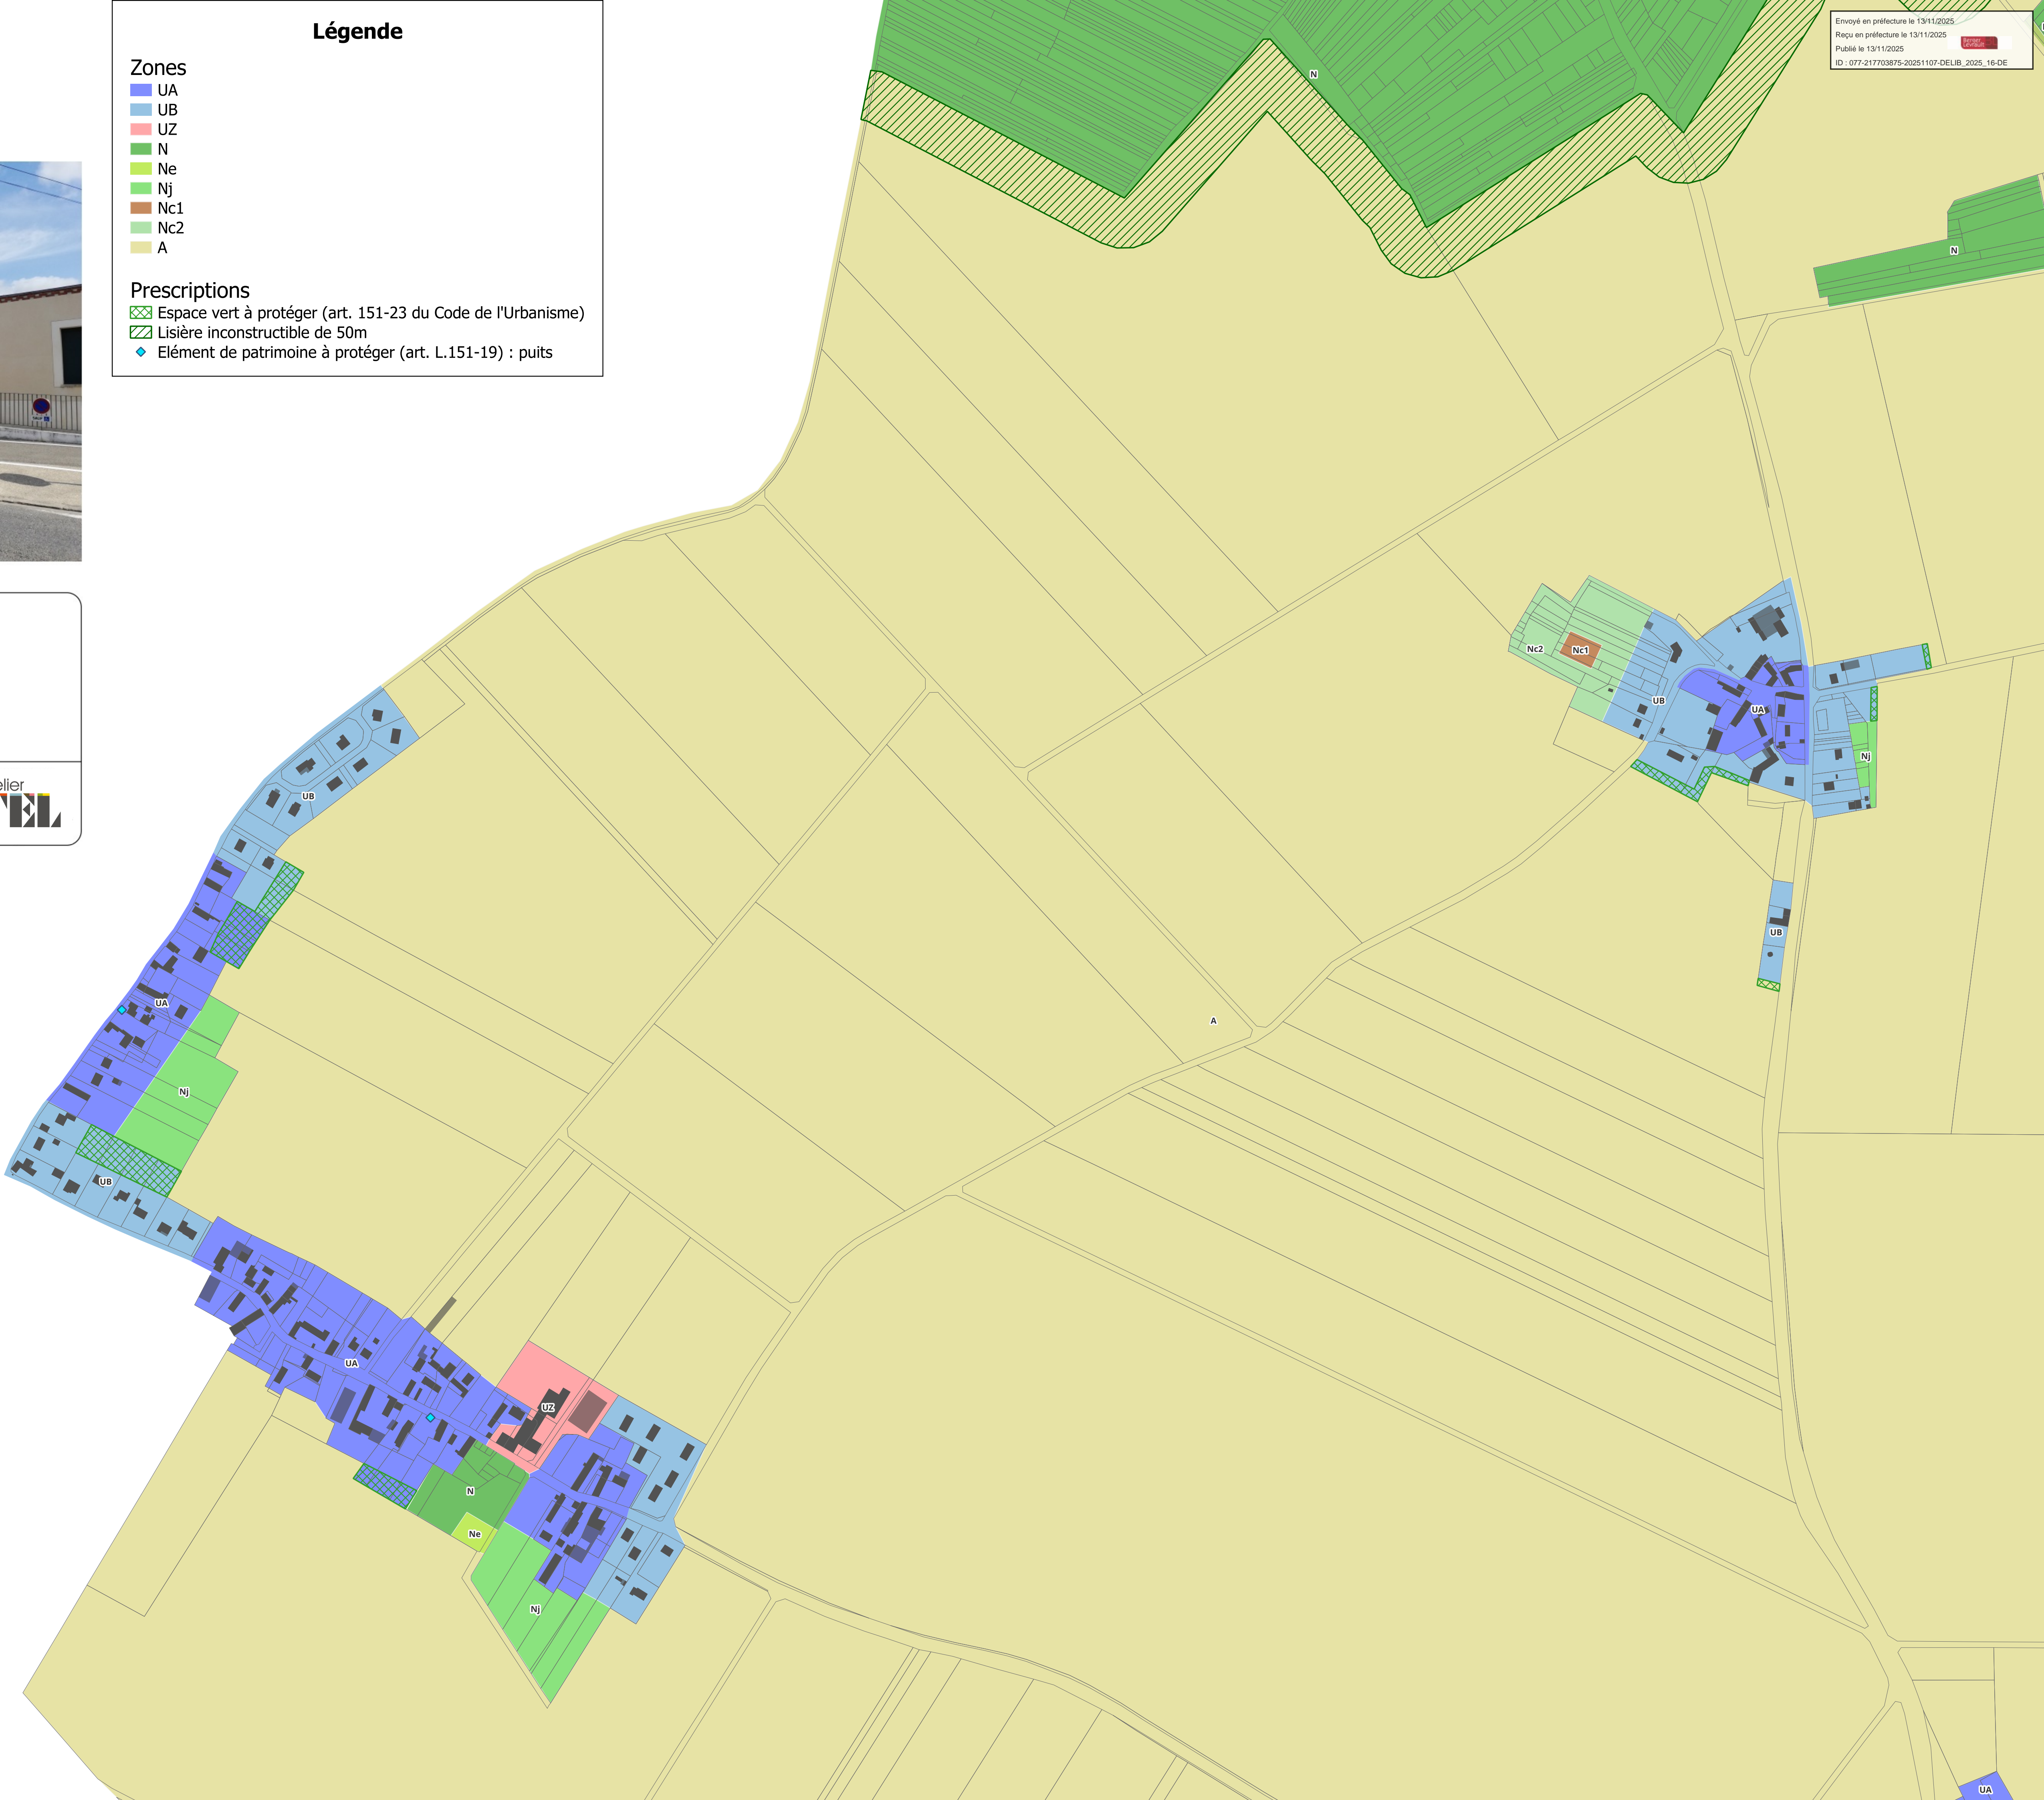 Légende
Zones
UA
UB
UZ
N
Ne
Nj
Nc1
Nc2
A
Prescriptions
Espace vert à protéger (art. 151-23 du Code de l'Urbanisme)
Lisière inconstructible de 50m
Elément de patrimoine à protéger (art. L.151-19) : puits
Envoyé en préfecture le 13/11/2025
Reçu en préfecture le 13/11/2025
Publié le 13/11/2025
ID : 077-217703875-20251107-DELIB_2025_16-DE
Berger
Levrault
N
N
Nc2
Nc1
UB
UA
Nj
UB
UB
UA
Nj
UB
A
UA
UZ
N
Ne
Nj
UA